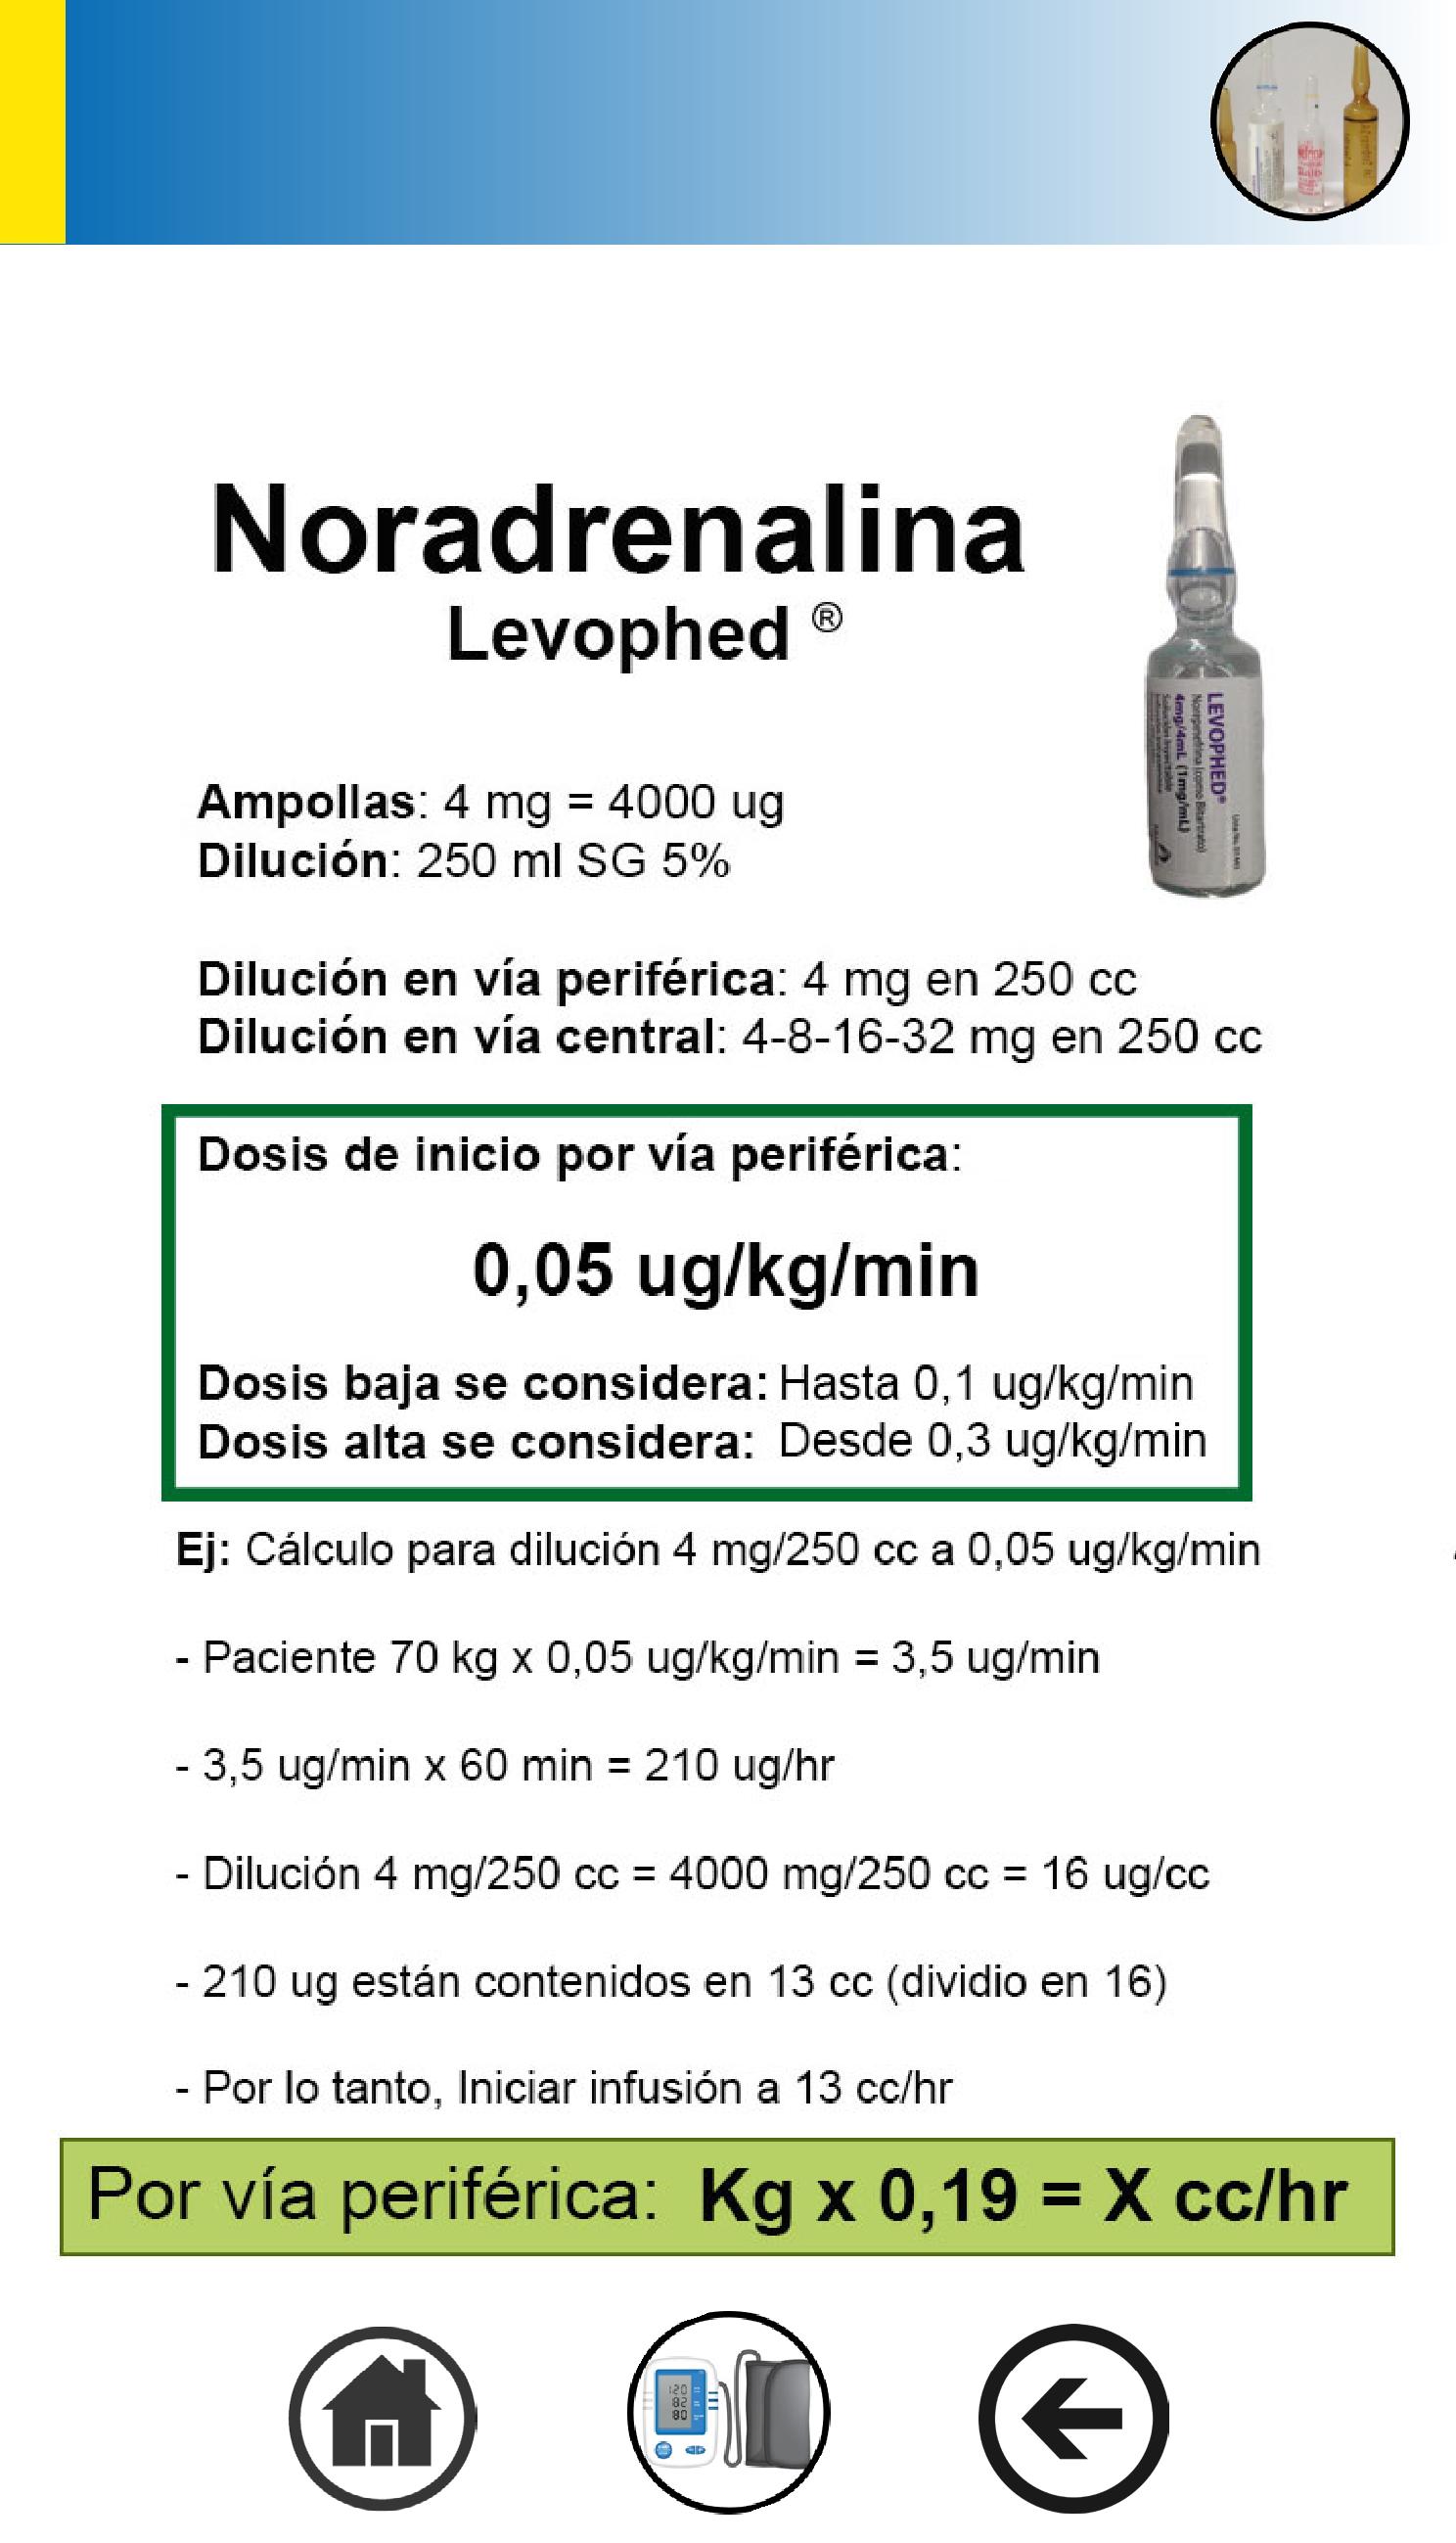 Noradrenalina
Levophed ®
LEVOPHED®
Norepinefrina (como Bitartrato)
4mg/4mL (1mg/mL)
Ampollas: 4 mg = 4000 ug
Dilución: 250 ml SG 5%
Dilución en vía periférica: 4 mg en 250 cc
Dilución en vía central: 4-8-16-32 mg en 250 cc
Dosis de inicio por vía periférica:
0,05 ug/kg/min
Dosis baja se considera: Hasta 0,1 ug/kg/min
Dosis alta se considera: Desde 0,3 ug/kg/min
Ej: Cálculo para dilución 4 mg/250 cc a 0,05 ug/kg/min
- Paciente 70 kg x 0,05 ug/kg/min = 3,5 ug/min
- 3,5 ug/min x 60 min = 210 ug/hr
- Dilución 4 mg/250 cc = 4000 mg/250 cc = 16 ug/cc
- 210 ug están contenidos en 13 cc (dividio en 16)
- Por lo tanto, Iniciar infusión a 13 cc/hr
Por vía periférica: Kg x 0,19 = X cc/hr
120
82
80